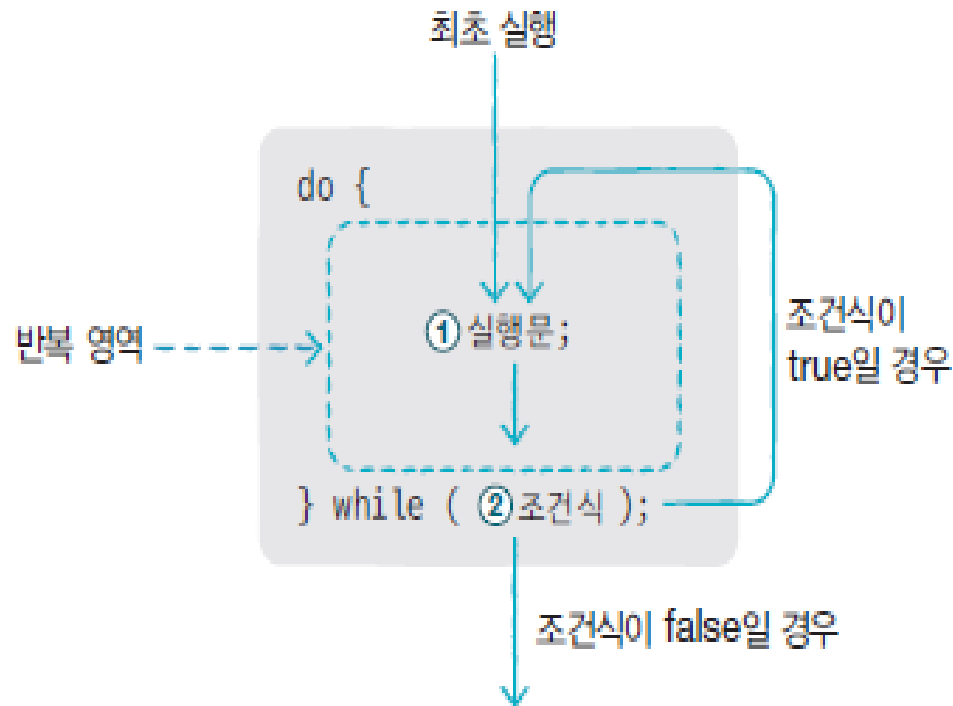 최초 실행
do {
반복 영역
①실행문;
조건식이
true일 경우
} while ( ②조건식 );
조건식이 false일 경우